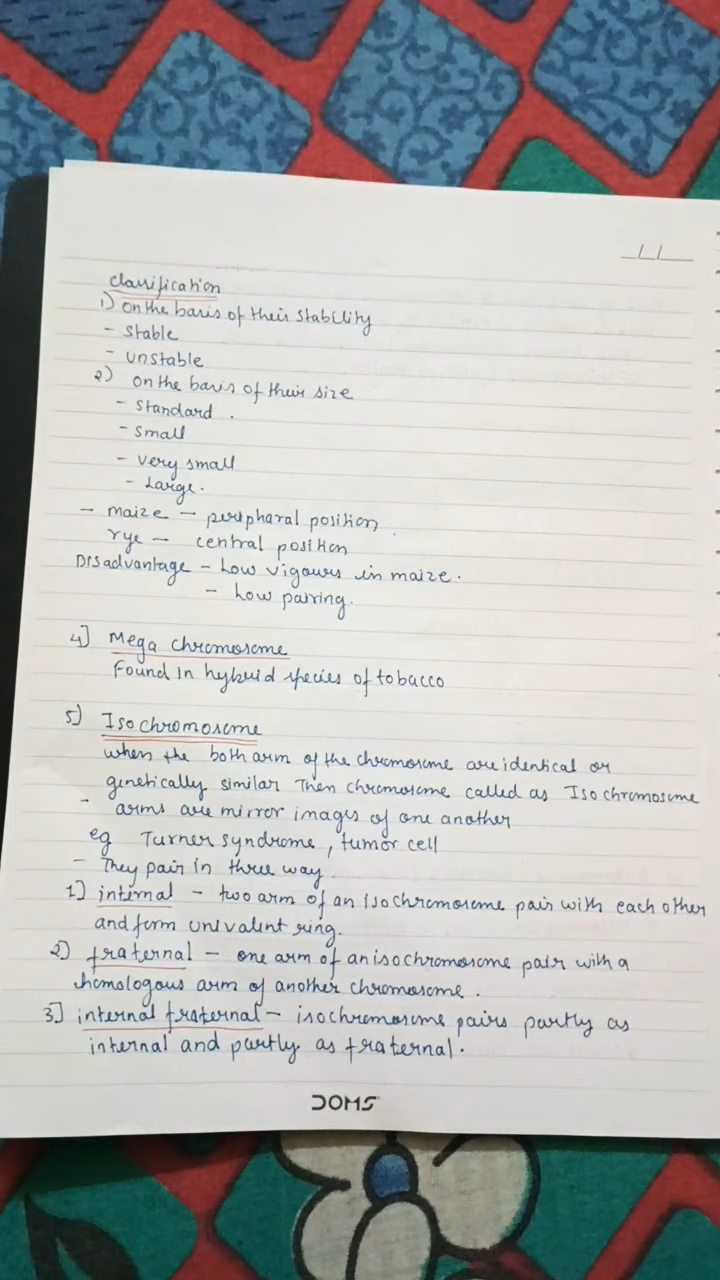 classification
1) on the basis of their stability
- stable
- unstable
2) on the basis of their size
- standard .
- small
- very small
- Large.
- maize - peripharal position .
rye - central position
Disadvantage - Low vigours in maize.
- Low pairing.
4] Mega chromosome
Found in hybrid species of tobacco
5] Isochromosome
when the both arm of the chromosome are identical or
genetically similar Then chromosome called as Isochromosome
- arms are mirror images of one another
eg Turner syndrome, tumor cell
- They pair in three way.
1] internal - two arm of an isochromosome pair with each other
and form univalent ring.
2] fraternal - one arm of an isochromosome pair with a
homologous arm of another chromosome.
3] internal fraternal - isochromosome pairs partly as
internal and partly as fraternal.
DOMS